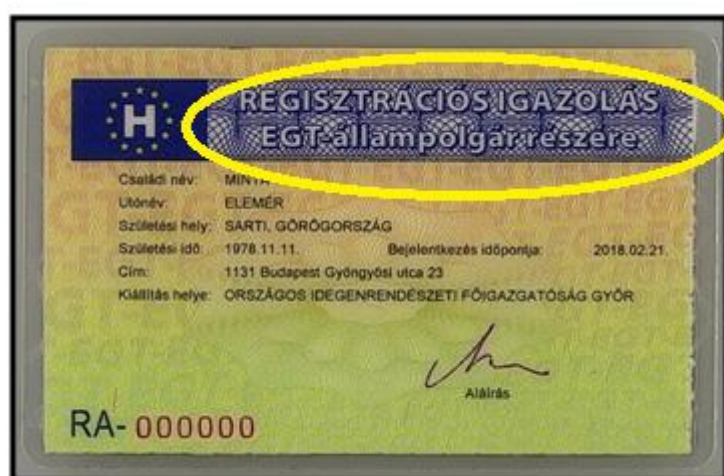 H
REGISZTRÁCIÓS IGAZOLÁS
EGT-állampolgár részére
Családi név: MINTA
Utónév: ELEMÉR
Születési hely: SARTI, GÖRÖGORSZÁG
Születési idő: 1978.11.11. Bejelentkezés időpontja: 2018.02.21.
Cím: 1131 Budapest Gyöngyösi utca 23
Kiállítás helye: ORSZÁGOS IDEGENRENDÉSZETI FŐIGAZGATÓSÁG GYŐR
Aláírás
RA- 000000